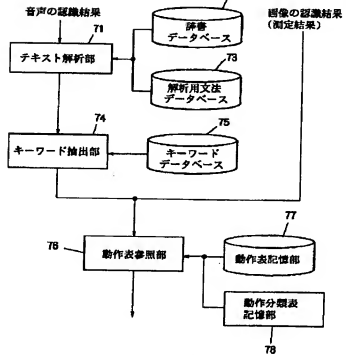 音声の認識結果
画像の認識結果
(測定結果)
71
テキスト解析部
辞書
データベース
73
解析用文法
データベース
74
キーワード抽出部
75
キーワード
データベース
76
動作表参照部
77
動作表記憶部
動作分類表
記憶部
78